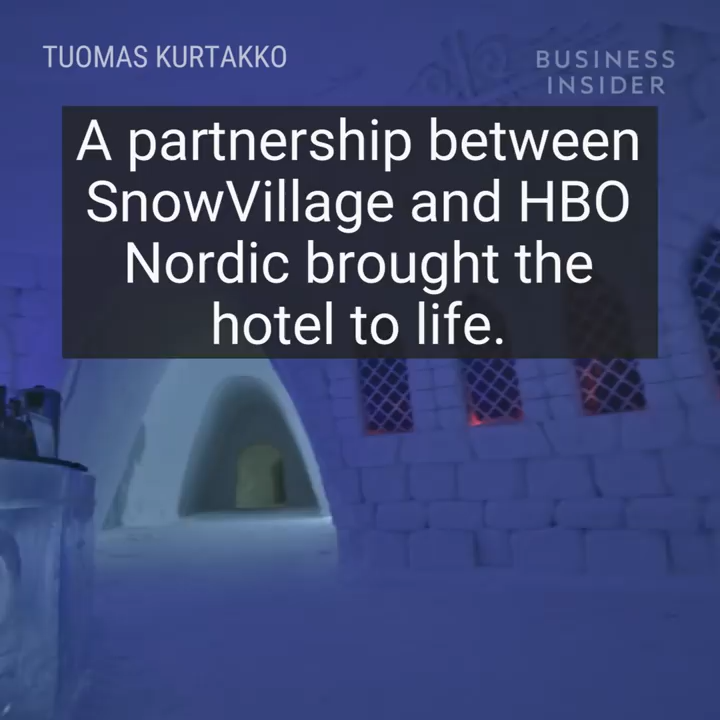 TUOMAS KURTAKKO
BUSINESS
INSIDER
A partnership between
SnowVillage and HBO
Nordic brought the
hotel to life.